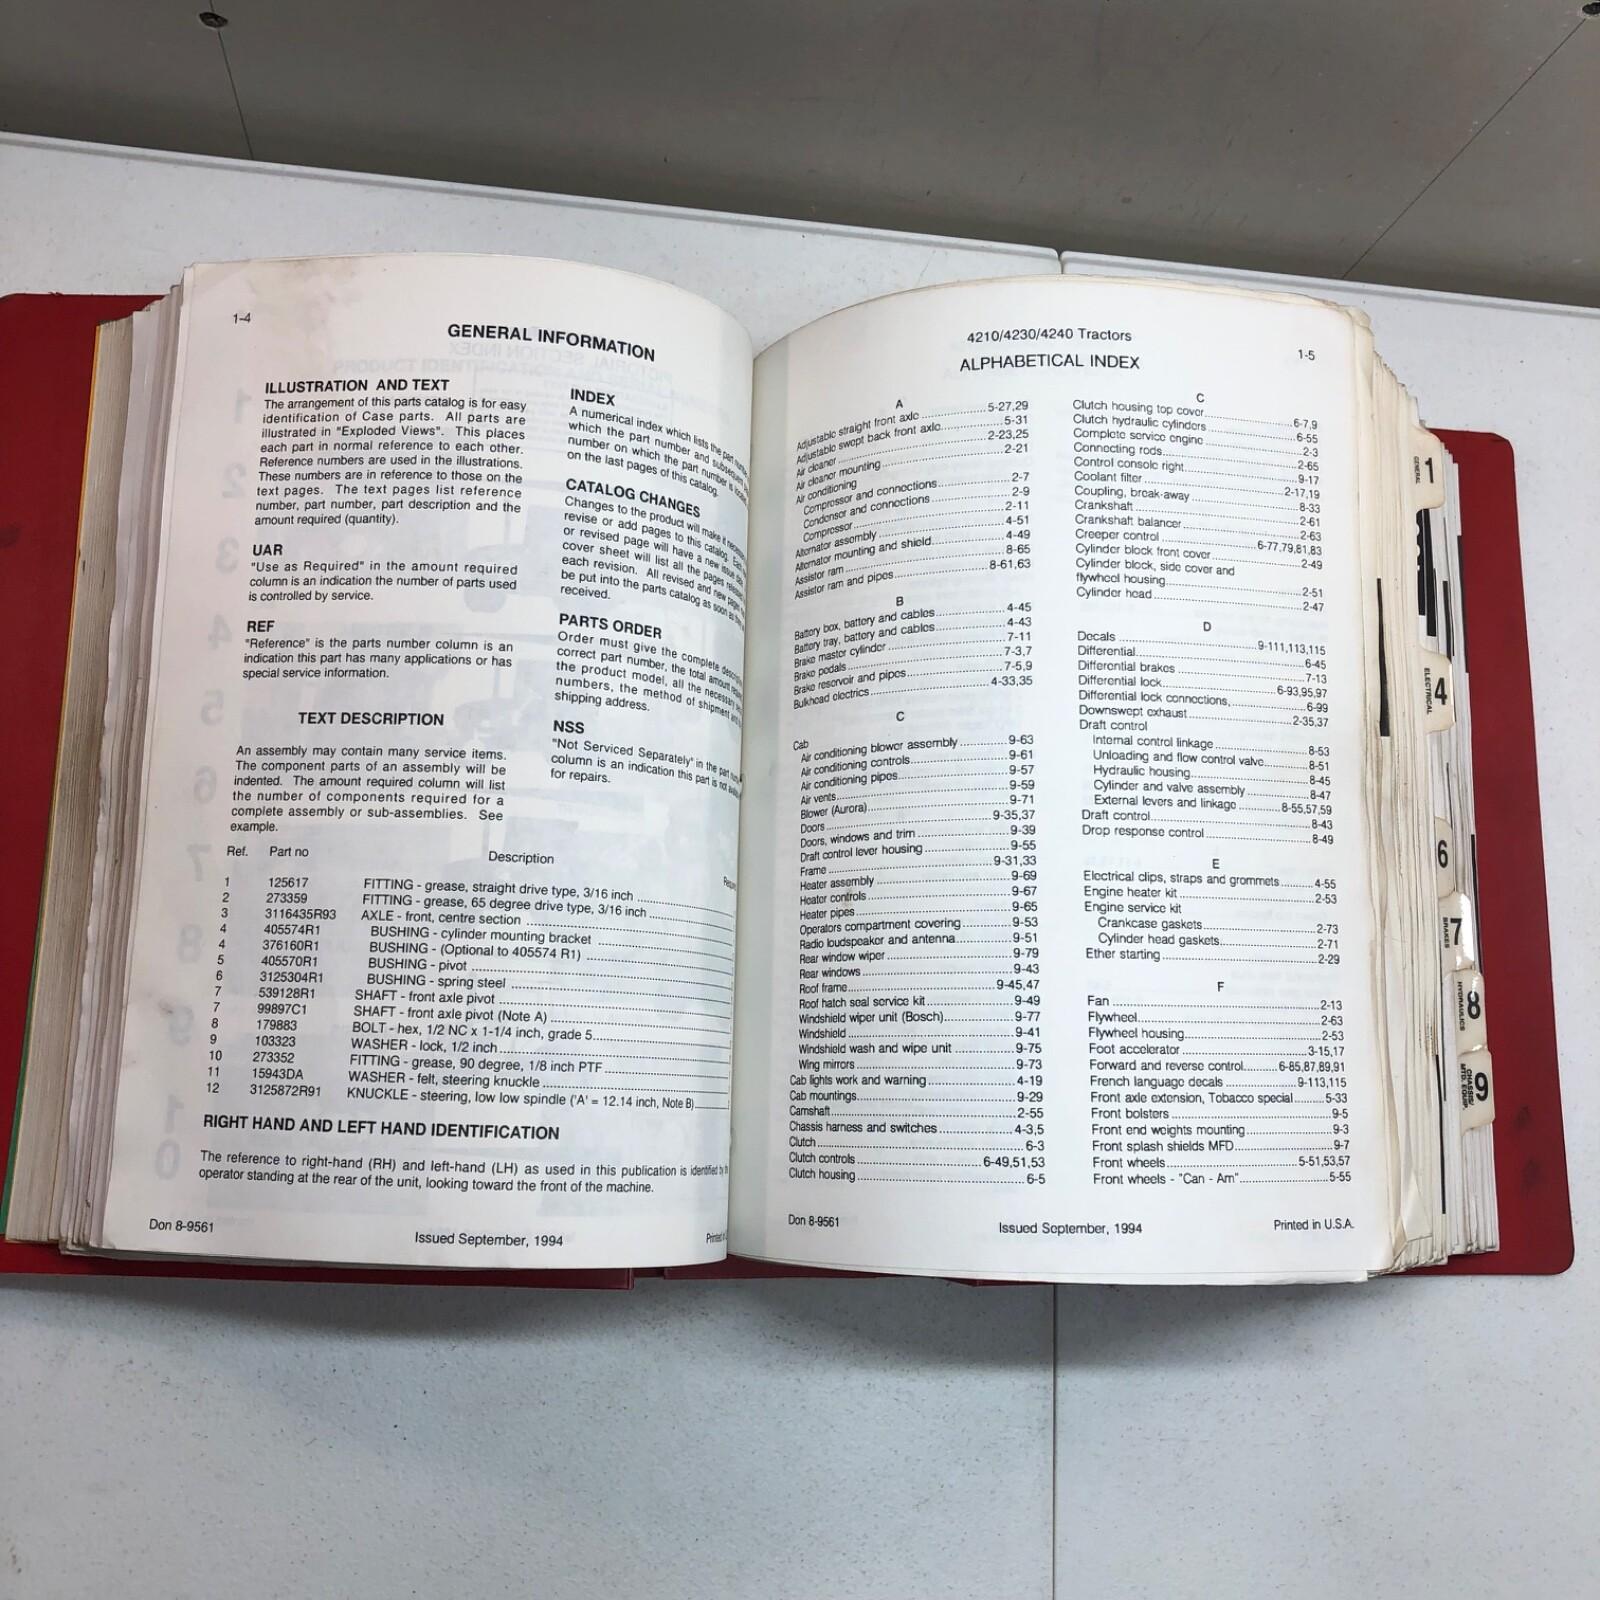 1-4
GENERAL INFORMATION
ILLUSTRATION AND TEXT
The arrangement of this parts catalog is for easy
identification of Case parts. All parts are
illustrated in "Exploded Views". This places
each part in normal reference to each other.
Reference numbers are used in the illustrations.
These numbers are in reference to those on the
text pages. The text pages list reference
number, part number, part description and the
amount required (quantity).
UAR
"Use as Required" in the amount required
column is an indication the number of parts used
is controlled by service.
REF
"Reference" is the parts number column is an
indication this part has many applications or has
special service information.
TEXT DESCRIPTION
An assembly may contain many service items.
The component parts of an assembly will be
indented. The amount required column will list
the number of components required for a
complete assembly or sub-assemblies. See
example.
INDEX
A numerical index which lists the part
which the part number and
number on which the part number is
on the last pages of this catalog.
CATALOG CHANGES
Changes to the product will make it
revise or add pages to this catalog.
or revised page will have a new issue
cover sheet will list all the pages
each revision. All revised and new pages
be put into the parts catalog as soon as
received.
PARTS ORDER
Order must give the complete
correct part number, the total amount
the product model, all the necessary
numbers, the method of shipment
shipping address.
NSS
"Not Serviced Separately" in the part
column is an indication this part is not
for repairs.
Ref. Part no Description
1 125617 FITTING - grease, straight drive type, 3/16 inch
2 273359 FITTING - grease, 65 degree drive type, 3/16 inch
3 3116435R93 AXLE - front, centre section
4 405574R1 BUSHING - cylinder mounting bracket
4 376160R1 BUSHING - (Optional to 405574 R1)
5 405570R1 BUSHING - pivot
6 3125304R1 BUSHING - spring steel
7 539128R1 SHAFT - front axle pivot
7 99897C1 SHAFT - front axle pivot (Note A)
8 179883 BOLT - hex, 1/2 NC x 1-1/4 inch, grade 5
9 103323 WASHER - lock, 1/2 inch
10 273352 FITTING - grease, 90 degree, 1/8 inch PTF
11 15943DA WASHER - felt, steering knuckle
12 3125872R91 KNUCKLE - steering, low low spindle ('A' = 12.14 inch, Note B)
RIGHT HAND AND LEFT HAND IDENTIFICATION
The reference to right-hand (RH) and left-hand (LH) as used in this publication is identified by
operator standing at the rear of the unit, looking toward the front of the machine.
Don 8-9561 Issued September, 1994
4210/4230/4240 Tractors
ALPHABETICAL INDEX 1-5
A
Adjustable straight front axle 5-27,29
Adjustable swept back front axle 5-31
Air cleaner 2-23,25
Air cleaner mounting 2-21
Air conditioning
Compressor and connections 2-7
Condensor and connections 2-9
Compressor 2-11
Alternator assembly 4-51
Alternator mounting and shield 4-49
Assistor ram 8-65
Assistor ram and pipes 8-61,63
B
Battery box, battery and cables 4-45
Battery tray, battery and cables 4-43
Brake master cylinder 7-11
Brake pedals 7-3,7
Brake reservoir and pipes 7-5,9
Bulkhead electrics 4-33,35
C
Cab
Air conditioning blower assembly 9-63
Air conditioning controls 9-61
Air conditioning pipes 9-57
Air vents 9-59
Blower (Aurora) 9-71
Doors 9-35,37
Doors, windows and trim 9-39
Draft control lever housing 9-55
Frame 9-31,33
Heater assembly 9-69
Heater controls 9-67
Heater pipes 9-65
Operators compartment covering 9-53
Radio loudspeaker and antenna 9-51
Rear window wiper 9-79
Rear windows 9-43
Roof frame 9-45,47
Roof hatch seal service kit 9-49
Windshield wiper unit (Bosch) 9-77
Windshield 9-41
Windshield wash and wipe unit 9-75
Wing mirrors 9-73
Cab lights work and warning 4-19
Cab mountings 9-29
Camshaft 2-55
Chassis harness and switches 4-3,5
Clutch 6-3
Clutch controls 6-49,51,53
Clutch housing 6-5
C
Clutch housing top cover 6-7,9
Clutch hydraulic cylinders 6-55
Complete service engine 2-3
Connecting rods 2-65
Control console right 9-17
Coolant filter 2-17,19
Coupling, break-away 8-33
Crankshaft 2-61
Crankshaft balancer 2-63
Creeper control 6-77,79,81,83
Cylinder block front cover 2-49
Cylinder block, side cover and
flywheel housing 2-51
Cylinder head 2-47
D
Decals 9-111,113,115
Differential 6-45
Differential brakes 7-13
Differential lock 6-93,95,97
Differential lock connections, 6-99
Downswept exhaust 2-35,37
Draft control
Internal control linkage 8-53
Unloading and flow control valve 8-51
Hydraulic housing 8-45
Cylinder and valve assembly 8-47
External levers and linkage 8-55,57,59
Draft control 8-43
Drop response control 8-49
E
Electrical clips, straps and grommets 4-55
Engine heater kit 2-53
Engine service kit
Crankcase gaskets 2-73
Cylinder head gaskets 2-71
Ether starting 2-29
F
Fan 2-13
Flywheel 2-63
Flywheel housing 2-53
Foot accelerator 3-15,17
Forward and reverse control 6-85,87,89,91
French language decals 9-113,115
Front axle extension, Tobacco special 5-33
Front bolsters 9-5
Front end weights mounting 9-3
Front splash shields MFD 9-7
Front wheels 5-51,53,57
Front wheels - "Can - Am" 5-55
Don 8-9561 Issued September, 1994 Printed in U.S.A.
1 GENERAL
4 ELECTRICAL
6
7 BRAKES
8 HYDRAULICS
9 CHASSIS/
MTD. EQUIP.